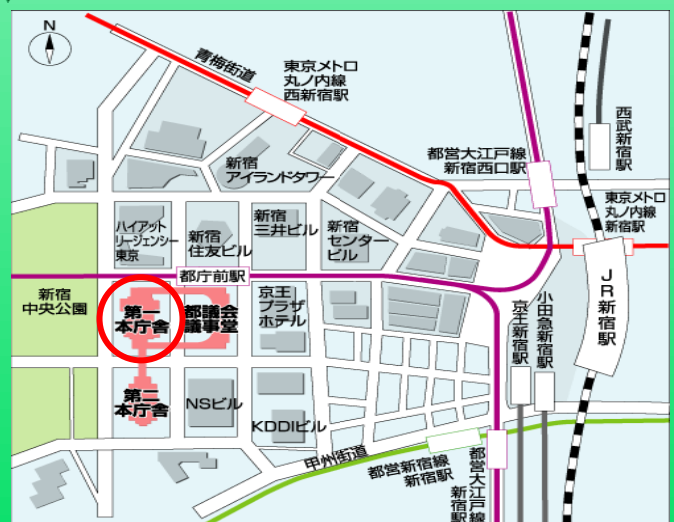 N
青梅街道
東京メトロ
丸ノ内線
西新宿駅
西武新宿駅
都営大江戸線
新宿西口駅
新宿
アイランドタワー
東京メトロ
丸ノ内線
新宿駅
ハイアット
リージェンシー
東京
新宿
住友ビル
新宿
三井ビル
新宿
センター
ビル
都庁前駅
JR新宿駅
新宿
中央公園
第一
本庁舎
都議会
議事堂
京王
プラザ
ホテル
小田急新宿駅
京王新宿駅
第二
本庁舎
NSビル
KDDIビル
甲州街道
都営新宿線
新宿駅
都営大江戸線
新宿駅